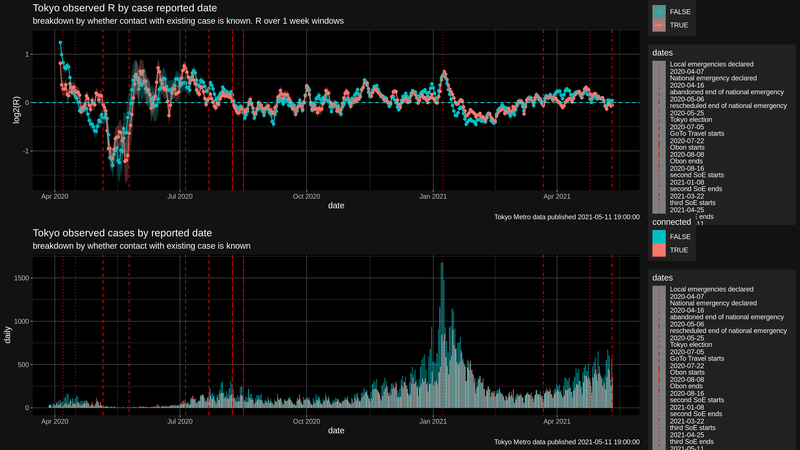 Tokyo observed R by case reported date
breakdown by whether contact with existing case is known. R over 1 week windows
log2(R)
1
0
-1
Apr 2020
Jul 2020
Oct 2020
Jan 2021
Apr 2021
date
Tokyo Metro data published 2021-05-11 19:00:00
FALSE
TRUE
dates
Local emergencies declared
2020-04-07
National emergency declared
2020-04-16
abandoned end of national emergency
2020-05-06
rescheduled end of national emergency
2020-05-25
Tokyo election
2020-07-05
GoTo Travel starts
2020-07-22
Obon starts
2020-08-08
Obon ends
2020-08-16
second SoE starts
2021-01-08
second SoE ends
2021-03-22
third SoE starts
2021-04-25
ends
Tokyo observed cases by reported date
breakdown by whether contact with existing case is known
daily
1500
1000
500
0
Apr 2020
Jul 2020
Oct 2020
Jan 2021
Apr 2021
date
Tokyo Metro data published 2021-05-11 19:00:00
connected
FALSE
TRUE
dates
Local emergencies declared
2020-04-07
National emergency declared
2020-04-16
abandoned end of national emergency
2020-05-06
rescheduled end of national emergency
2020-05-25
Tokyo election
2020-07-05
GoTo Travel starts
2020-07-22
Obon starts
2020-08-08
Obon ends
2020-08-16
second SoE starts
2021-01-08
second SoE ends
2021-03-22
third SoE starts
2021-04-25
third SoE ends
2021-05-11